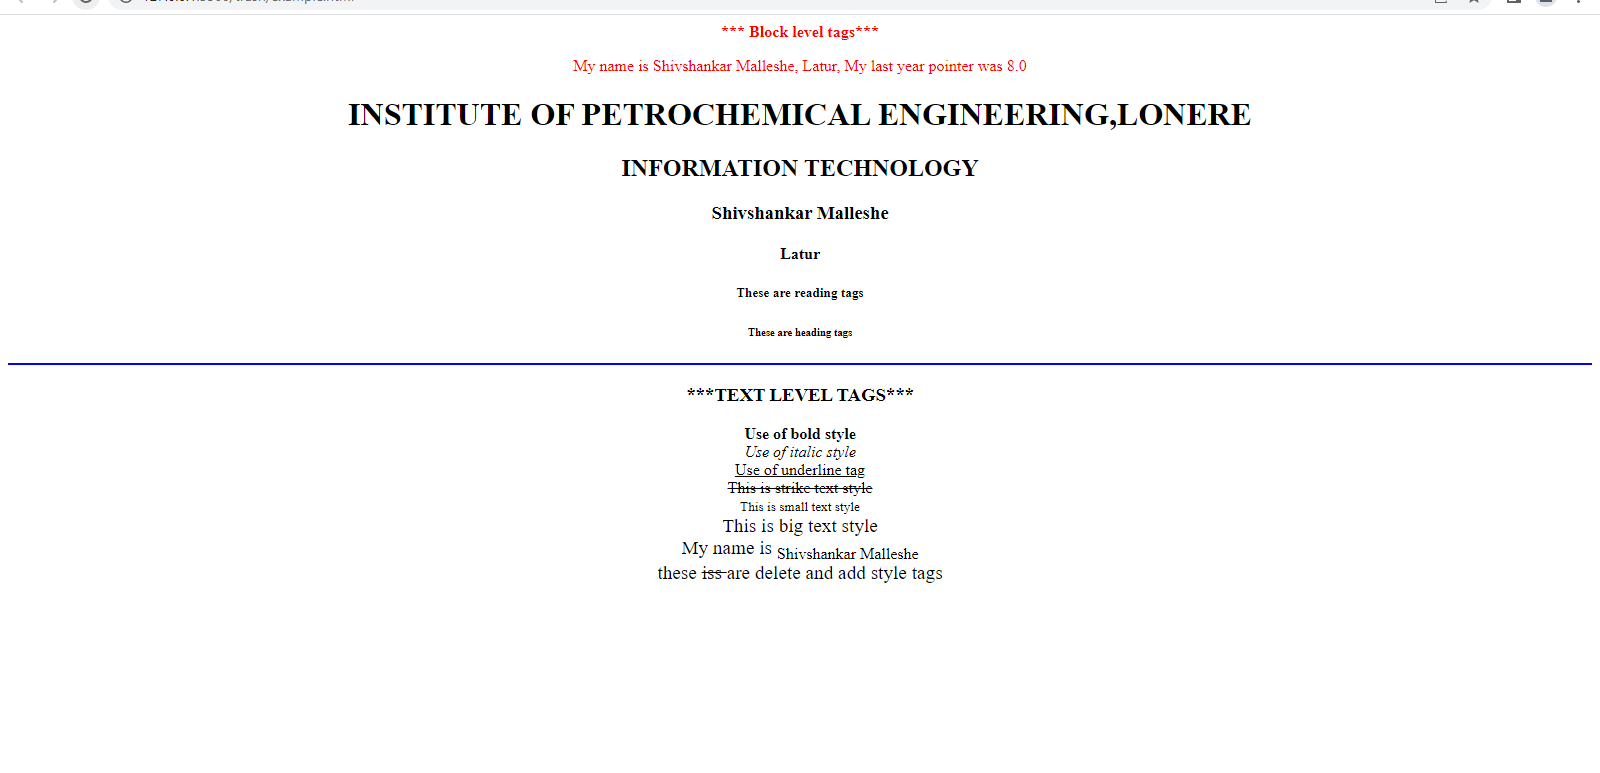 *** Block level tags***
My name is Shivshankar Malleshe, Latur, My last year pointer was 8.0
INSTITUTE OF PETROCHEMICAL ENGINEERING,LONERE
INFORMATION TECHNOLOGY
Shivshankar Malleshe
Latur
These are reading tags
These are heading tags
***TEXT LEVEL TAGS***
Use of bold style
Use of italic style
Use of underline tag
This is strike text style
This is small text style
This is big text style
My name is Shivshankar Malleshe
these iss are delete and add style tags